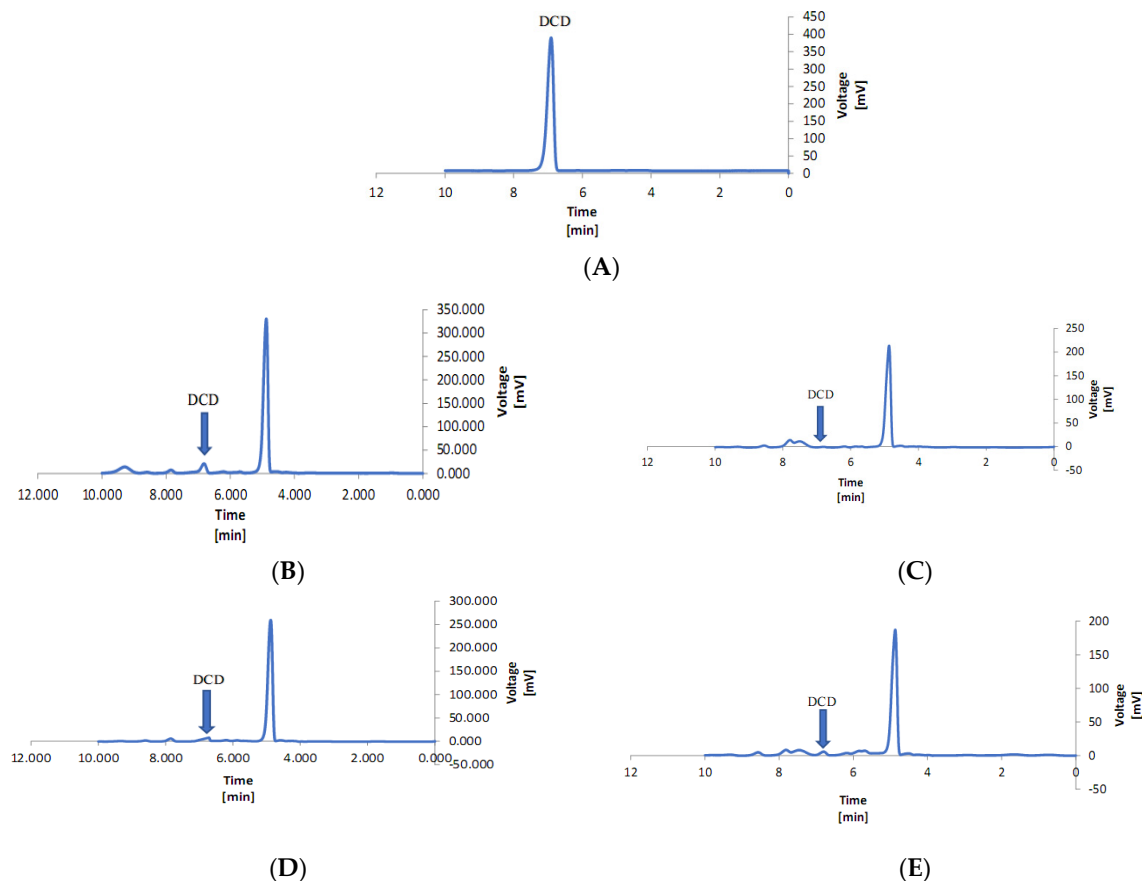 DCD
450
400
350
300
250
200
150
100
50
0
Voltage
[mV]
12 10 8 6 4 2 0
Time
[min]
(A)
350.000
300.000
250.000
200.000
150.000
100.000
50.000
0.000
Voltage
[mV]
DCD
12.000 10.000 8.000 6.000 4.000 2.000 0.000
Time
[min]
(B)
250
200
150
100
50
0
-50
Voltage
[mV]
DCD
12 10 8 6 4 2 0
Time
[min]
(C)
300.000
250.000
200.000
150.000
100.000
50.000
0.000
-50.000
Voltage
[mV]
DCD
12.000 10.000 8.000 6.000 4.000 2.000 0.000
Time
[min]
(D)
200
150
100
50
0
-50
Voltage
[mV]
DCD
12 10 8 6 4 2 0
Time
[min]
(E)